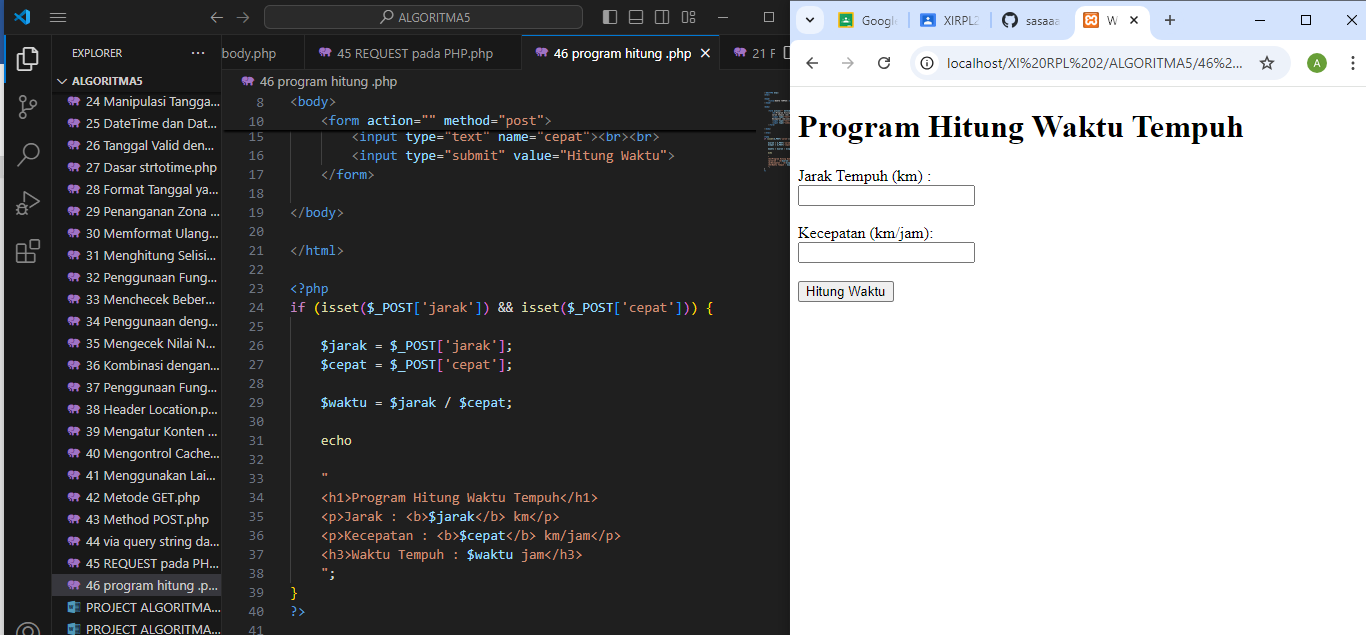 ALGORITMA5
EXPLORER
ALGORITMA5
24 Manipulasi Tangga...
25 DateTime dan Dat...
26 Tanggal Valid den...
27 Dasar strtotime.php
28 Format Tanggal ya...
29 Penanganan Zona ...
30 Memformat Ulang...
31 Menghitung Selisi...
32 Penggunaan Fung...
33 Menchecek Beber...
34 Penggunaan deng...
35 Mengecek Nilai N...
36 Kombinasi dengan...
37 Penggunaan Fung...
38 Header Location.p...
39 Mengatur Konten ...
40 Mengontrol Cache...
41 Menggunakan Lai...
42 Metode GET.php
43 Method POST.php
44 via query string da...
45 REQUEST pada PH...
46 program hitung .p...
PROJECT ALGORITMA...
PROJECT ALGORITMA...
body.php
45 REQUEST pada PHP.php
46 program hitung .php
21 F
46 program hitung .php
8 <body>
10 <form action="" method="post">
15 <input type="text" name="cepat"><br><br>
16 <input type="submit" value="Hitung Waktu">
17 </form>
18
19 </body>
20
21 </html>
22
23 <?php
24 if (isset($_POST['jarak']) && isset($_POST['cepat'])) {
25
26 $jarak = $_POST['jarak'];
27 $cepat = $_POST['cepat'];
28
29 $waktu = $jarak / $cepat;
30
31 echo
32
33 "
34 <h1>Program Hitung Waktu Tempuh</h1>
35 <p>Jarak : <b>$jarak</b> km</p>
36 <p>Kecepatan : <b>$cepat</b> km/jam</p>
37 <h3>Waktu Tempuh : $waktu jam</h3>
38 ";
39 }
40 ?>
41
Google
XIRPL2
sasaaa
W
localhost/XI%20RPL%202/ALGORITMA5/46%2...
A
Program Hitung Waktu Tempuh
Jarak Tempuh (km) :
Kecepatan (km/jam):
Hitung Waktu